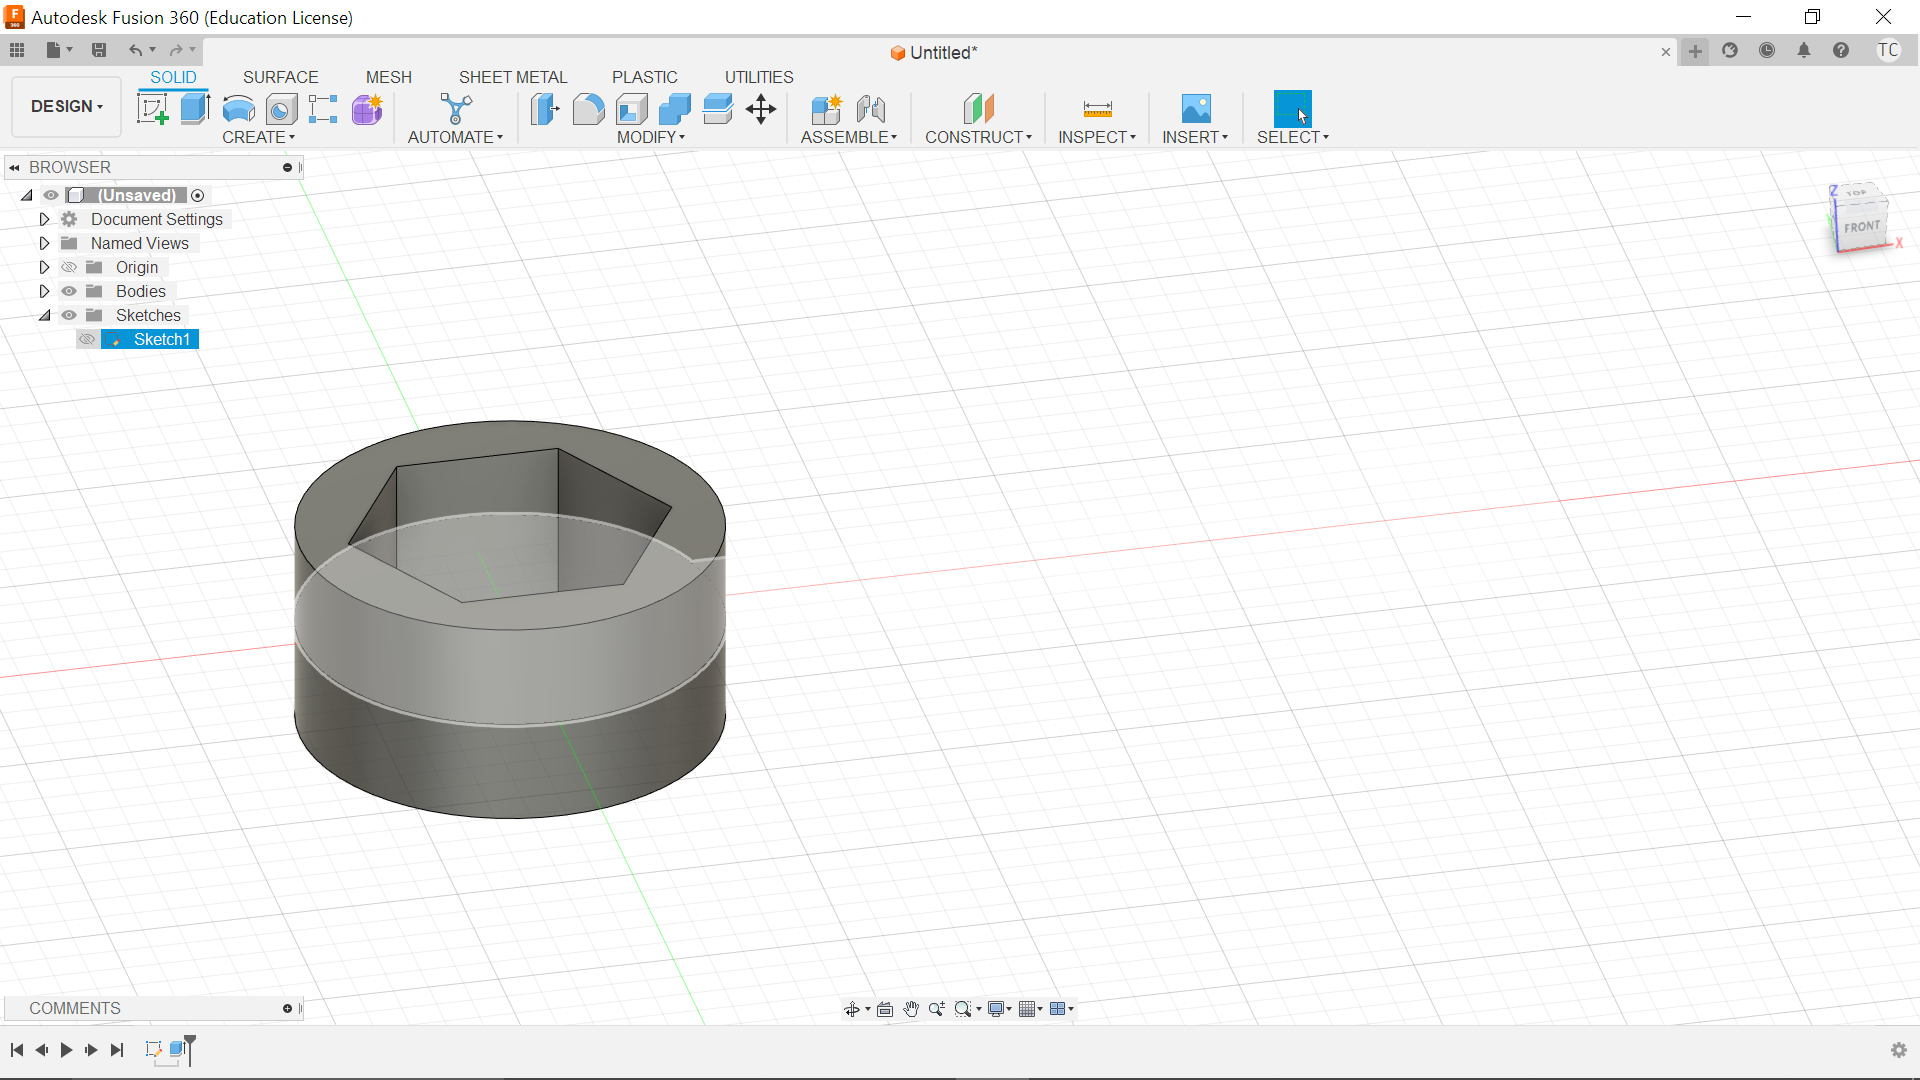 Autodesk Fusion 360 (Education License)
Untitled*
TC
SOLID SURFACE MESH SHEET METAL PLASTIC UTILITIES
DESIGN
CREATE AUTOMATE MODIFY ASSEMBLE CONSTRUCT INSPECT INSERT SELECT
BROWSER
(Unsaved)
Document Settings
Named Views
Origin
Bodies
Sketches
Sketch1
Z
TOP
FRONT
X
COMMENTS